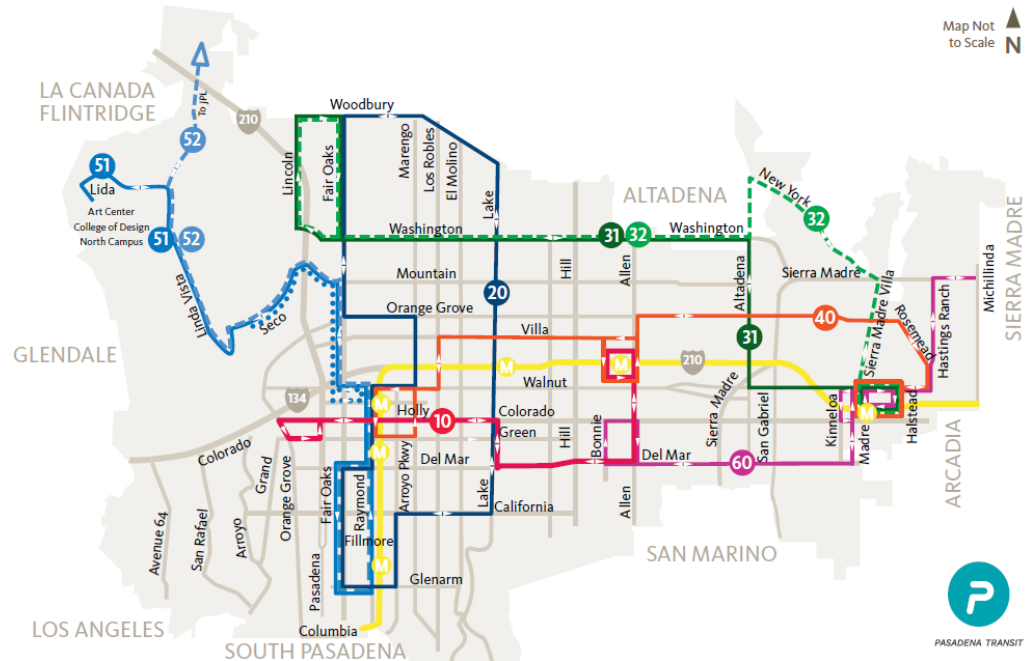 Map Not
to Scale
N
LA CANADA
FLINTRIDGE
To JPL
210
Woodbury
52
51
Lida
Art Center
College of Design
North Campus
51
52
Lincoln
Fair Oaks
Marengo
Los Robles
El Molino
Lake
ALTADENA
New York
32
Washington
31
32
Washington
SIERRA MADRE
Michillinda
Linda Vista
Seco
Mountain
Hill
Allen
Altadena
Sierra Madre
Sierra Madre Villa
Hastings Ranch
20
Orange Grove
Rosemead
40
GLENDALE
Villa
31
M
M
210
Walnut
134
M
Holly
10
Colorado
Green
Hill
Bonnie
Sierra Madre
San Gabriel
Kinneloa
M
Madre
Halstead
Colorado
Grand
Orange Grove
M
Del Mar
Arroyo Pkwy
Del Mar
60
ARCADIA
Fair Oaks
Raymond
Lake
California
Allen
Avenue 64
San Rafael
Arroyo
Fillmore
M
Pasadena
Glenarm
SAN MARINO
P
LOS ANGELES
Columbia
SOUTH PASADENA
PASADENA TRANSIT